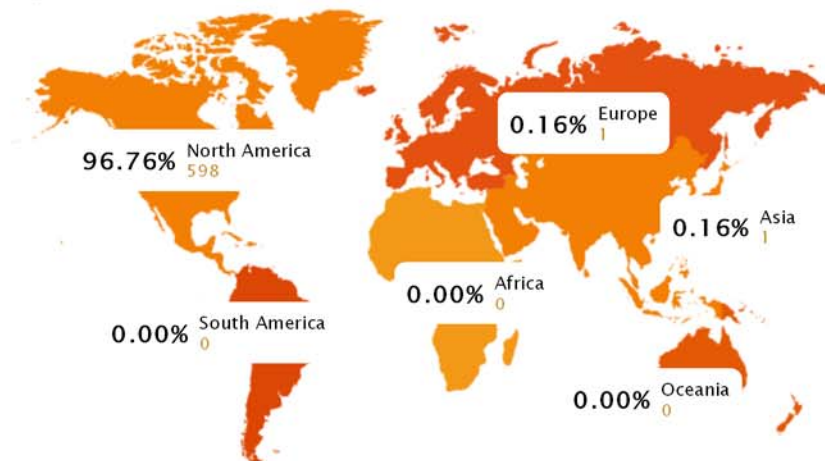 0.16% Europe
1
96.76% North America
598
0.16% Asia
1
0.00% Africa
0
0.00% South America
0
0.00% Oceania
0